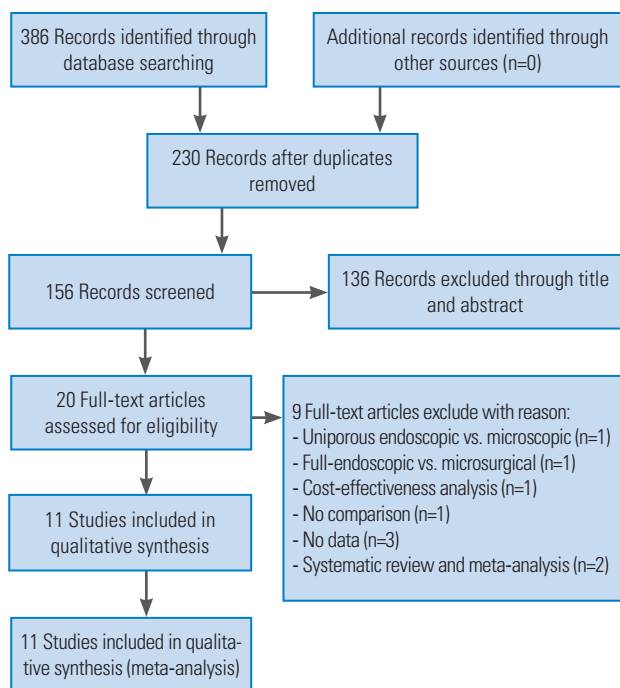 386 Records identified through
database searching
Additional records identified through
other sources (n=0)
230 Records after duplicates
removed
156 Records screened
136 Records excluded through title
and abstract
20 Full-text articles
assessed for eligibility
9 Full-text articles exclude with reason:
- Uniporous endoscopic vs. microscopic (n=1)
- Full-endoscopic vs. microsurgical (n=1)
- Cost-effectiveness analysis (n=1)
- No comparison (n=1)
- No data (n=3)
- Systematic review and meta-analysis (n=2)
11 Studies included in
qualitative synthesis
11 Studies included in qualita-
tive synthesis (meta-analysis)